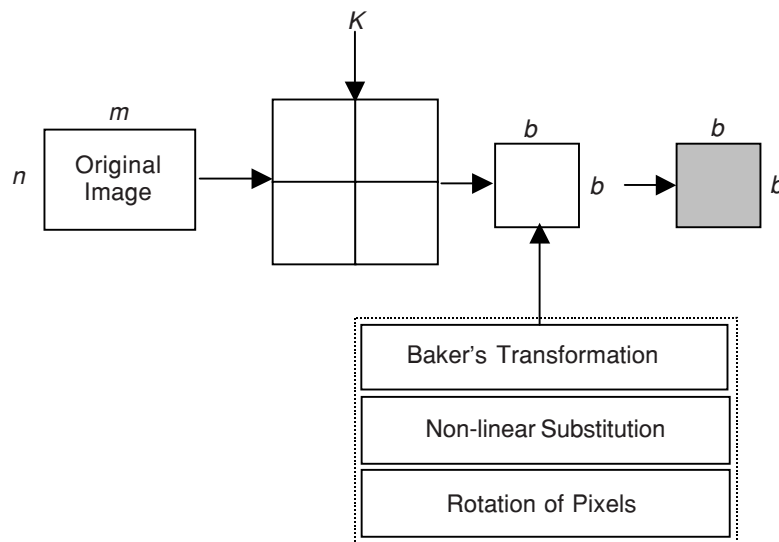 K
m
n
Original
Image
b
b
b
b
Baker's Transformation
Non-linear Substitution
Rotation of Pixels